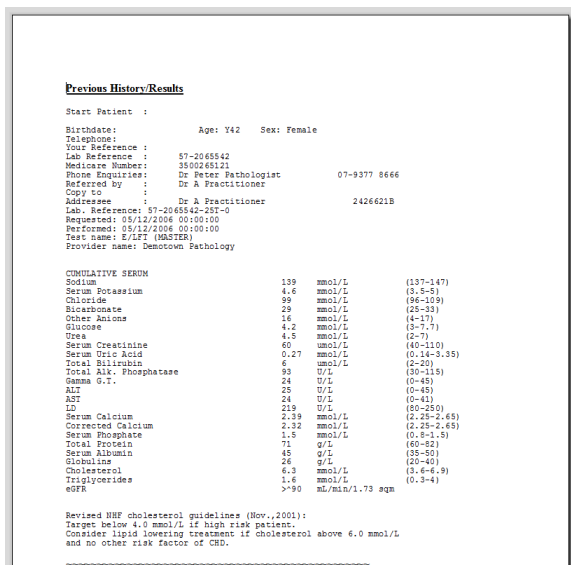 Previous History/Results
Start Patient :
Birthdate: Age: Y42 Sex: Female
Telephone:
Your Reference :
Lab Reference : 57-2065542
Medicare Number: 3500265121
Phone Enquiries: Dr Peter Pathologist 07-9377 8666
Referred by : Dr A Practitioner
Copy to :
Addressee : Dr A Practitioner 2426621B
Lab. Reference: 57-2065542-25T-0
Requested: 05/12/2006 00:00:00
Performed: 05/12/2006 00:00:00
Test name: E/LFT (MASTER)
Provider name: Demotown Pathology
CUMULATIVE SERUM
Sodium 139 mmol/L (137-147)
Serum Potassium 4.6 mmol/L (3.5-5)
Chloride 99 mmol/L (96-109)
Bicarbonate 29 mmol/L (25-33)
Other Anions 16 mmol/L (4-17)
Glucose 4.2 mmol/L (3-7.7)
Urea 4.5 mmol/L (2-7)
Serum Creatinine 60 umol/L (40-110)
Serum Uric Acid 0.27 mmol/L (0.14-3.35)
Total Bilirubin 6 umol/L (2-20)
Total Alk. Phosphatase 93 U/L (30-115)
Gamma G.T. 24 U/L (0-45)
ALT 25 U/L (0-45)
AST 24 U/L (0-41)
LD 219 U/L (80-250)
Serum Calcium 2.39 mmol/L (2.25-2.65)
Corrected Calcium 2.32 mmol/L (2.25-2.65)
Serum Phosphate 1.5 mmol/L (0.8-1.5)
Total Protein 71 g/L (60-82)
Serum Albumin 45 g/L (35-50)
Globulins 26 g/L (20-40)
Cholesterol 6.3 mmol/L (3.6-6.9)
Triglycerides 1.6 mmol/L (0.3-4)
eGFR >^90 mL/min/1.73 sqm
Revised NHF cholesterol guidelines (Nov.,2001):
Target below 4.0 mmol/L if high risk patient.
Consider lipid lowering treatment if cholesterol above 6.0 mmol/L
and no other risk factor of CHD.